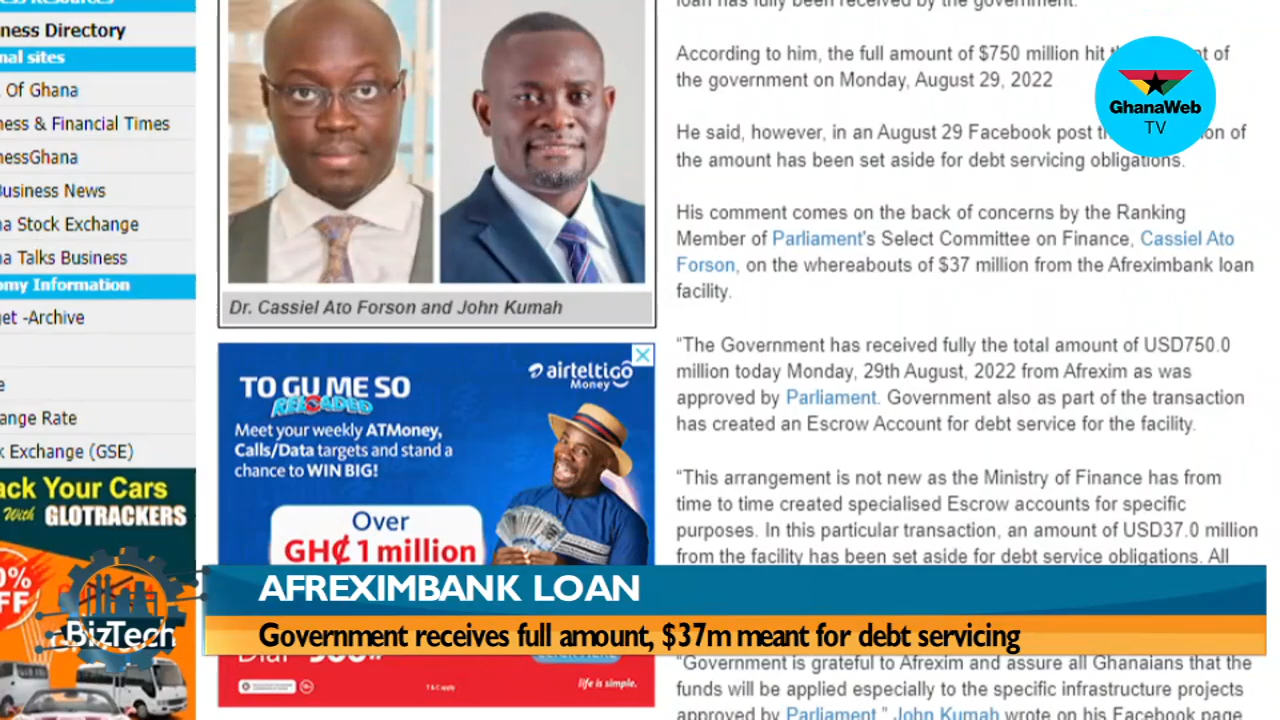 ness Directory
nal sites
Of Ghana
ness & Financial Times
nessGhana
Business News
na Stock Exchange
na Talks Business
omy Information
get -Archive
e
ange Rate
k Exchange (GSE)
ack Your Cars
With GLOTRACKERS
0%
FF
BizTech
Dr. Cassiel Ato Forson and John Kumah
airteltigo
Money
TO GU ME SO
RELOADED
Meet your weekly ATMoney,
Calls/Data targets and stand a
chance to WIN BIG!
Over
GH₵ 1 million
T & C apply
life is simple.
loan has fully been received by the government.
According to him, the full amount of $750 million hit of
the government on Monday, August 29, 2022
He said, however, in an August 29 Facebook post on of
the amount has been set aside for debt servicing obligations.
His comment comes on the back of concerns by the Ranking
Member of Parliament's Select Committee on Finance, Cassiel Ato
Forson, on the whereabouts of $37 million from the Afreximbank loan
facility.
“The Government has received fully the total amount of USD750.0
million today Monday, 29th August, 2022 from Afrexim as was
approved by Parliament. Government also as part of the transaction
has created an Escrow Account for debt service for the facility.
“This arrangement is not new as the Ministry of Finance has from
time to time created specialised Escrow accounts for specific
purposes. In this particular transaction, an amount of USD37.0 million
from the facility has been set aside for debt service obligations. All
“Government is grateful to Afrexim and assure all Ghanaians that the
funds will be applied especially to the specific infrastructure projects
approved by Parliament,” John Kumah wrote on his Facebook page
GhanaWeb
TV
AFREXIMBANK LOAN
Government receives full amount, $37m meant for debt servicing